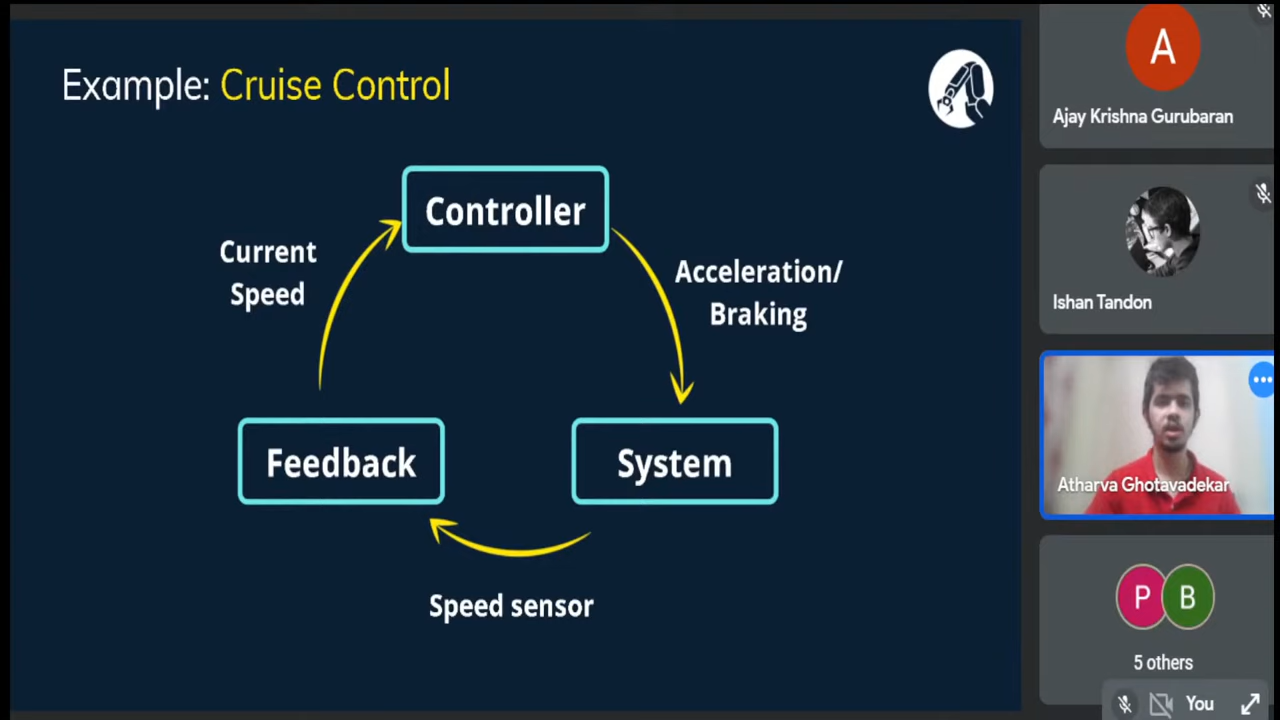 Example: Cruise Control
Controller
Current
Speed
Acceleration/
Braking
Feedback
System
Speed sensor
A
Ajay Krishna Gurubaran
Ishan Tandon
Atharva Ghotavadekar
P B
5 others
You